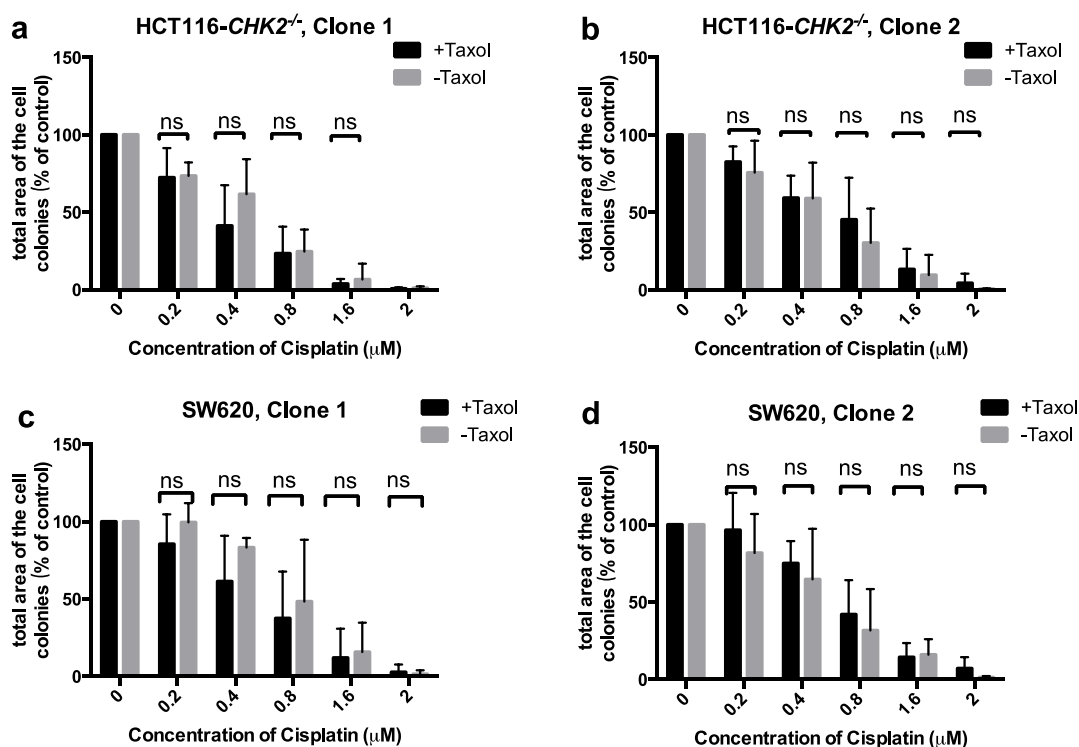 a
HCT116-CHK2-/-, Clone 1
+Taxol
-Taxol
total area of the cell
colonies (% of control)
150
100
50
0
ns ns ns ns
0 0.2 0.4 0.8 1.6 2
Concentration of Cisplatin (μM)
b
HCT116-CHK2-/-, Clone 2
+Taxol
-Taxol
total area of the cell
colonies (% of control)
150
100
50
0
ns ns ns ns ns
0 0.2 0.4 0.8 1.6 2
Concentration of Cisplatin (μM)
c
SW620, Clone 1
+Taxol
-Taxol
total area of the cell
colonies (% of control)
150
100
50
0
ns ns ns ns ns
0 0.2 0.4 0.8 1.6 2
Concentration of Cisplatin (μM)
d
SW620, Clone 2
+Taxol
-Taxol
total area of the cell
colonies (% of control)
150
100
50
0
ns ns ns ns ns
0 0.2 0.4 0.8 1.6 2
Concentration of Cisplatin (μM)